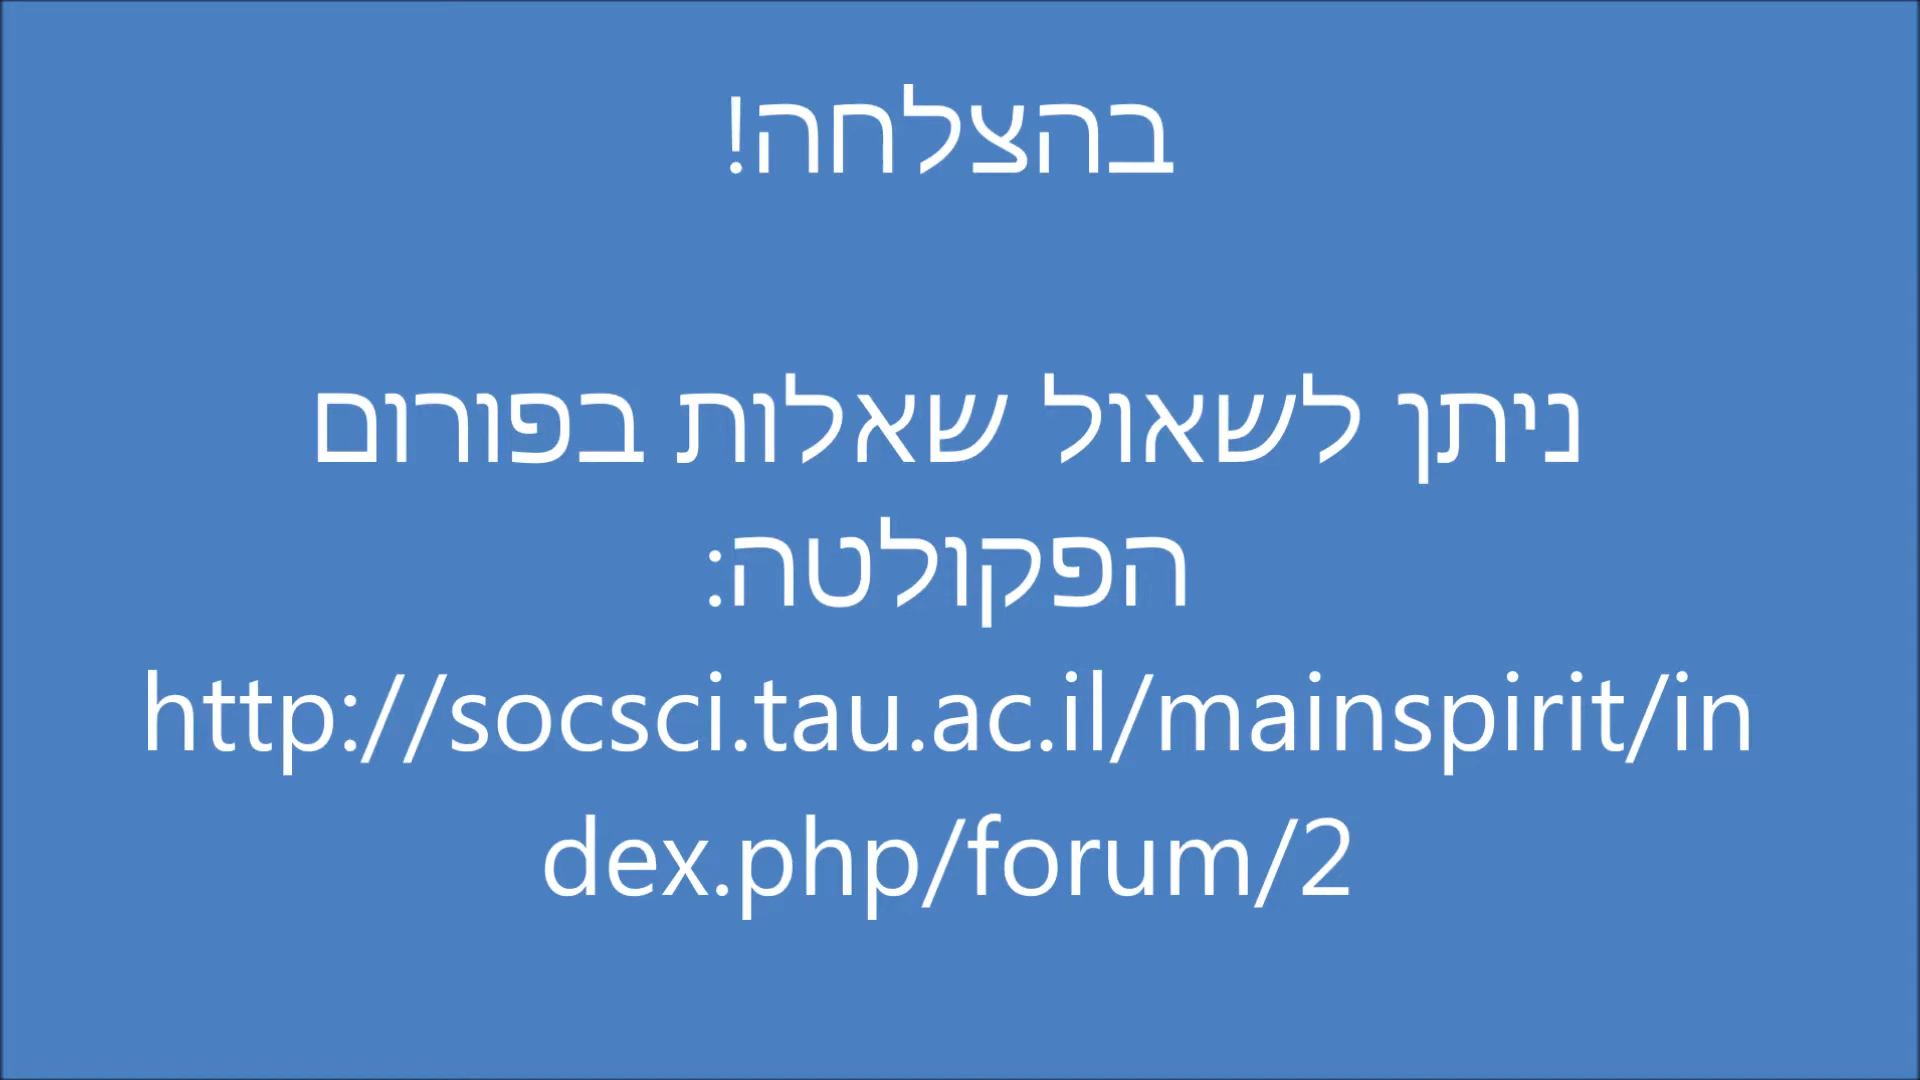 בהצלחה!
ניתן לשאול שאלות בפורום
הפקולטה:
http://socsci.tau.ac.il/mainspirit/in
dex.php/forum/2